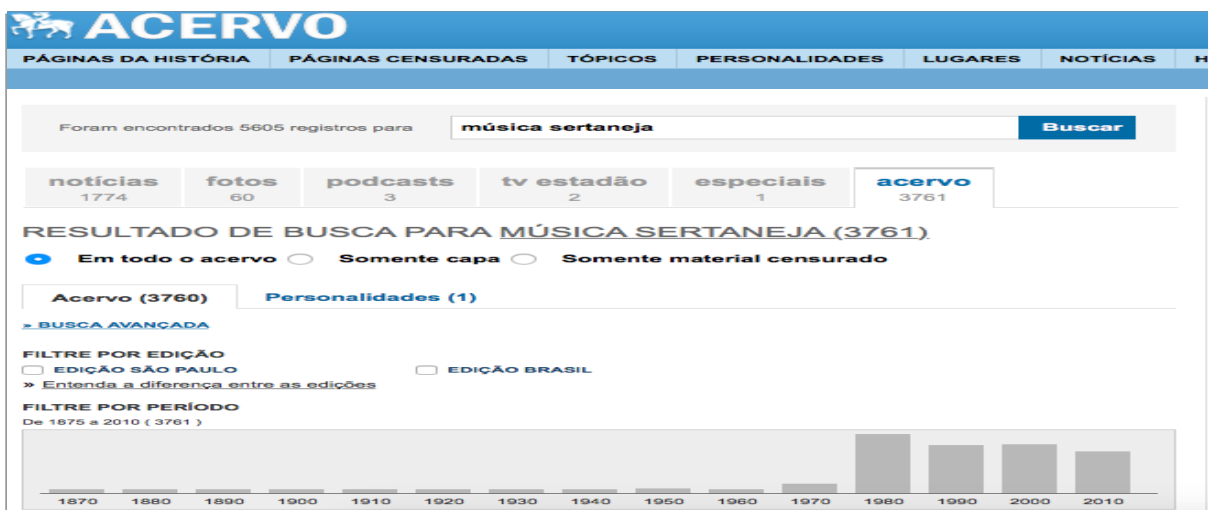 ACERVO
PÁGINAS DA HISTÓRIA PÁGINAS CENSURADAS TÓPICOS PERSONALIDADES LUGARES NOTÍCIAS H
Foram encontrados 5605 registros para música sertaneja Buscar
notícias fotos podcasts tv estadão especiais acervo
1774 60 3 2 1 3761
RESULTADO DE BUSCA PARA MÚSICA SERTANEJA (3761)
Em todo o acervo Somente capa Somente material censurado
Acervo (3760) Personalidades (1)
» BUSCA AVANÇADA
FILTRE POR EDIÇÃO
EDIÇÃO SÃO PAULO EDIÇÃO BRASIL
» Entenda a diferença entre as edições
FILTRE POR PERÍODO
De 1875 a 2010 ( 3761 )
1870 1880 1890 1900 1910 1920 1930 1940 1950 1960 1970 1980 1990 2000 2010